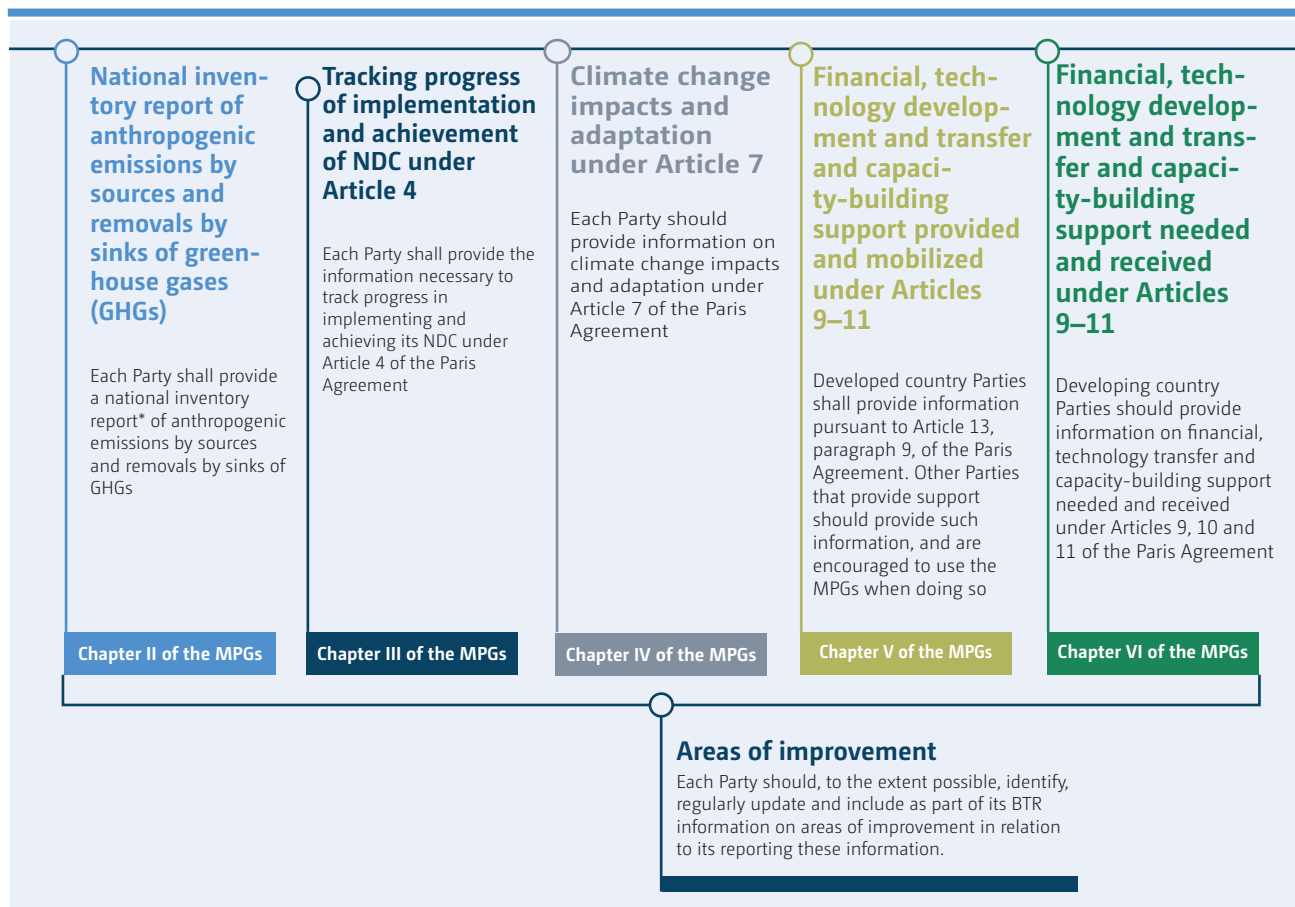 National inven-
tory report of
anthropogenic
emissions by
sources and
removals by
sinks of green-
house gases
(GHGs)
Each Party shall provide
a national inventory
report* of anthropogenic
emissions by sources
and removals by sinks of
GHGs
Chapter II of the MPGs
Tracking progress
of implementation
and achievement
of NDC under
Article 4
Each Party shall provide the
information necessary to
track progress in
implementing and
achieving its NDC under
Article 4 of the Paris
Agreement
Chapter III of the MPGs
Climate change
impacts and
adaptation
under Article 7
Each Party should
provide information on
climate change impacts
and adaptation under
Article 7 of the Paris
Agreement
Chapter IV of the MPGs
Financial, tech-
nology develop-
ment and transfer
and capaci-
ty-building
support provided
and mobilized
under Articles
9–11
Developed country Parties
shall provide information
pursuant to Article 13,
paragraph 9, of the Paris
Agreement. Other Parties
that provide support
should provide such
information, and are
encouraged to use the
MPGs when doing so
Chapter V of the MPGs
Financial, tech-
nology develop-
ment and trans-
fer and capaci-
ty-building
support needed
and received
under Articles
9–11
Developing country
Parties should provide
information on financial,
technology transfer and
capacity-building support
needed and received
under Articles 9, 10 and
11 of the Paris Agreement
Chapter VI of the MPGs
Areas of improvement
Each Party should, to the extent possible, identify,
regularly update and include as part of its BTR
information on areas of improvement in relation
to its reporting these information.